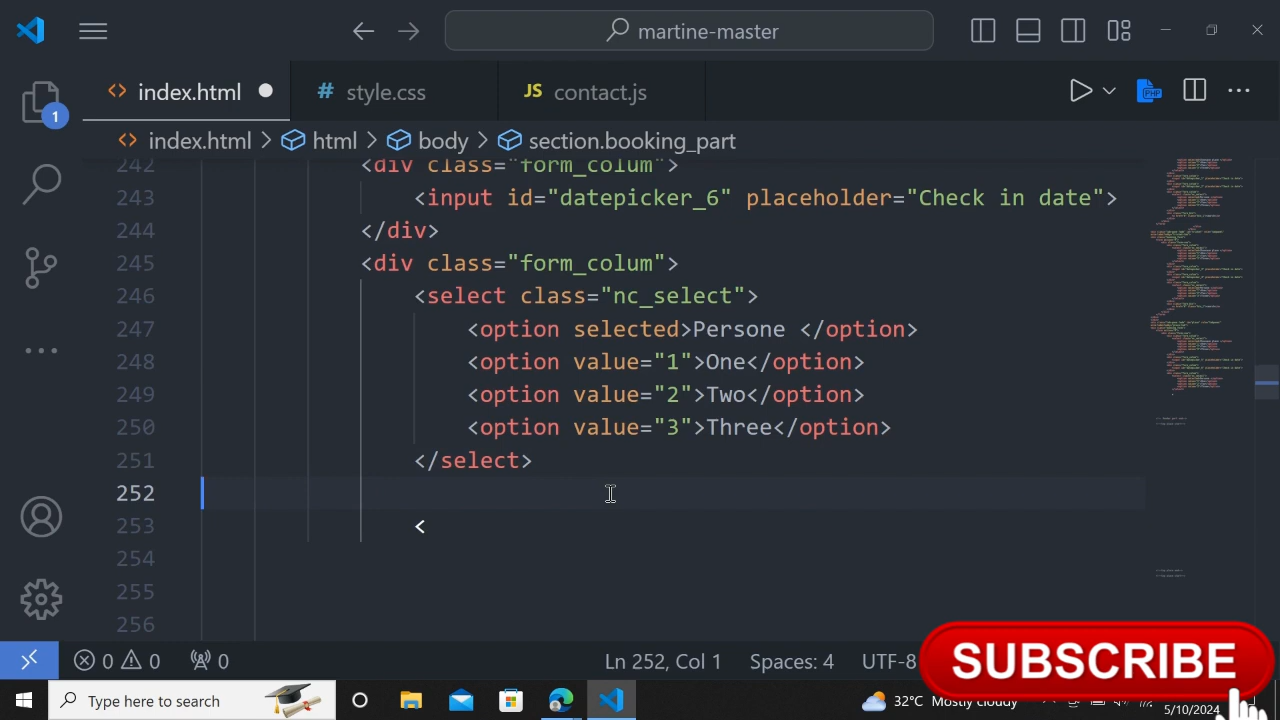 martine-master
index.html
# style.css
JS contact.js
PHP
1
<> index.html > html > body > section.booking_part
242 <div class="form_colum">
243 <input id="datepicker_6" placeholder="Check in date">
244 </div>
245 <div class="form_colum">
246 <select class="nc_select">
247 <option selected>Persone </option>
248 <option value="1">One</option>
249 <option value="2">Two</option>
250 <option value="3">Three</option>
251 </select>
252
253 <
254
255
256
0 0 0
Ln 252, Col 1 Spaces: 4 UTF-8
SUBSCRIBE
Type here to search
32°C Mostly cloudy
5/10/2024